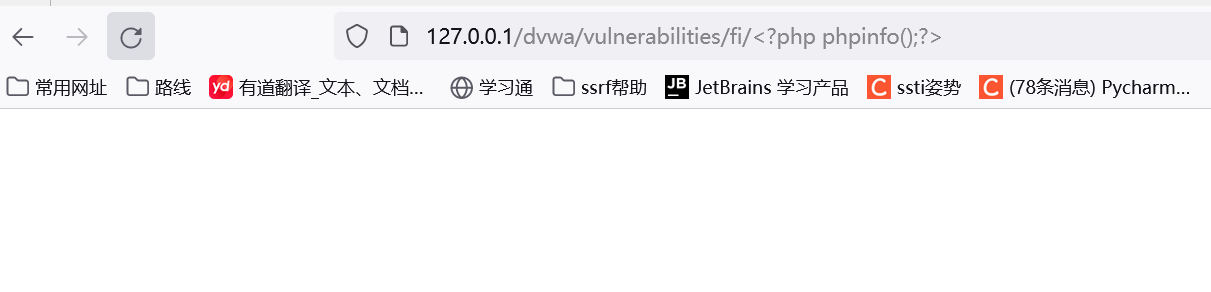 127.0.0.1/dvwa/vulnerabilities/fi/<?php phpinfo();?>
常用网址 路线 yd 有道翻译_文本、文档... 学习通 ssrf帮助 JB JetBrains 学习产品 C ssti姿势 C (78条消息) Pycharm...